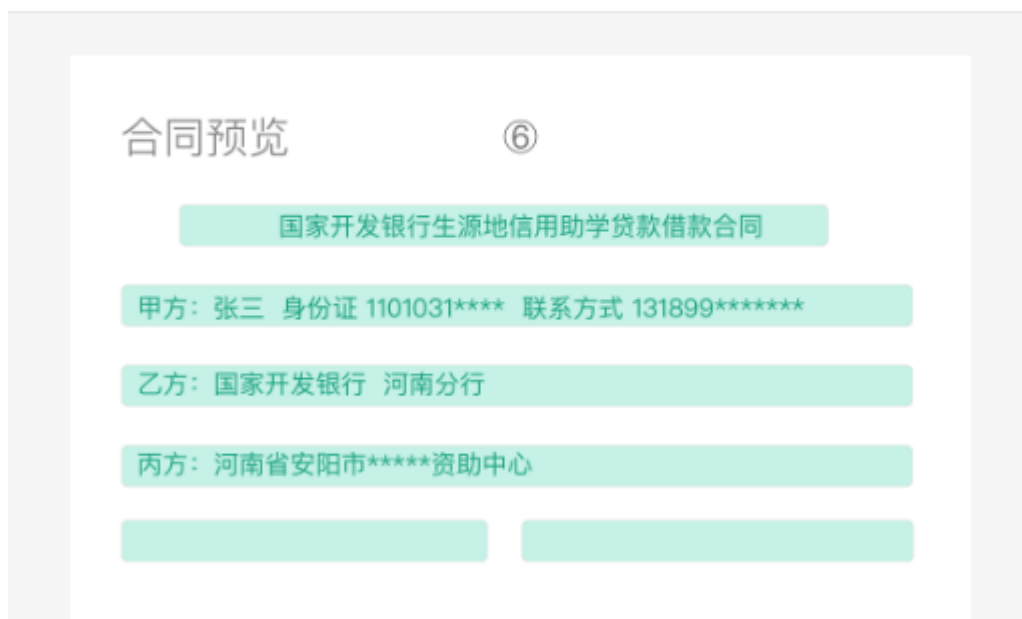 合同预览 ⑥
国家开发银行生源地信用助学贷款借款合同
甲方：张三 身份证 1101031**** 联系方式 131899*******
乙方：国家开发银行 河南分行
丙方：河南省安阳市*****资助中心